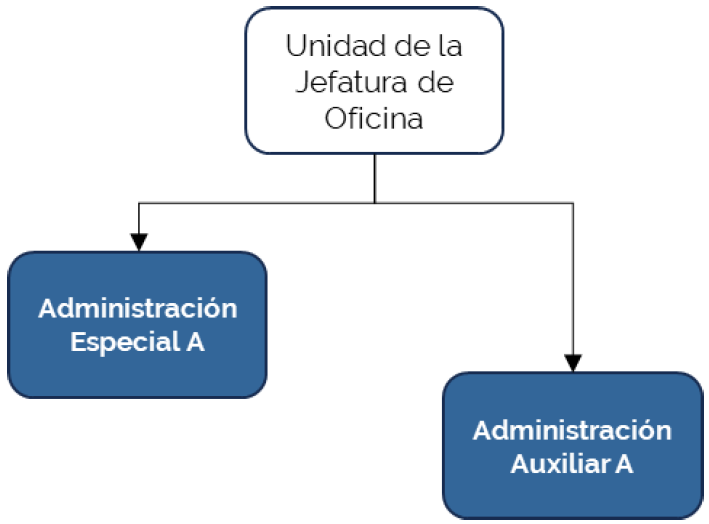 Unidad de la
Jefatura de
Oficina
Administración
Especial A
Administración
Auxiliar A